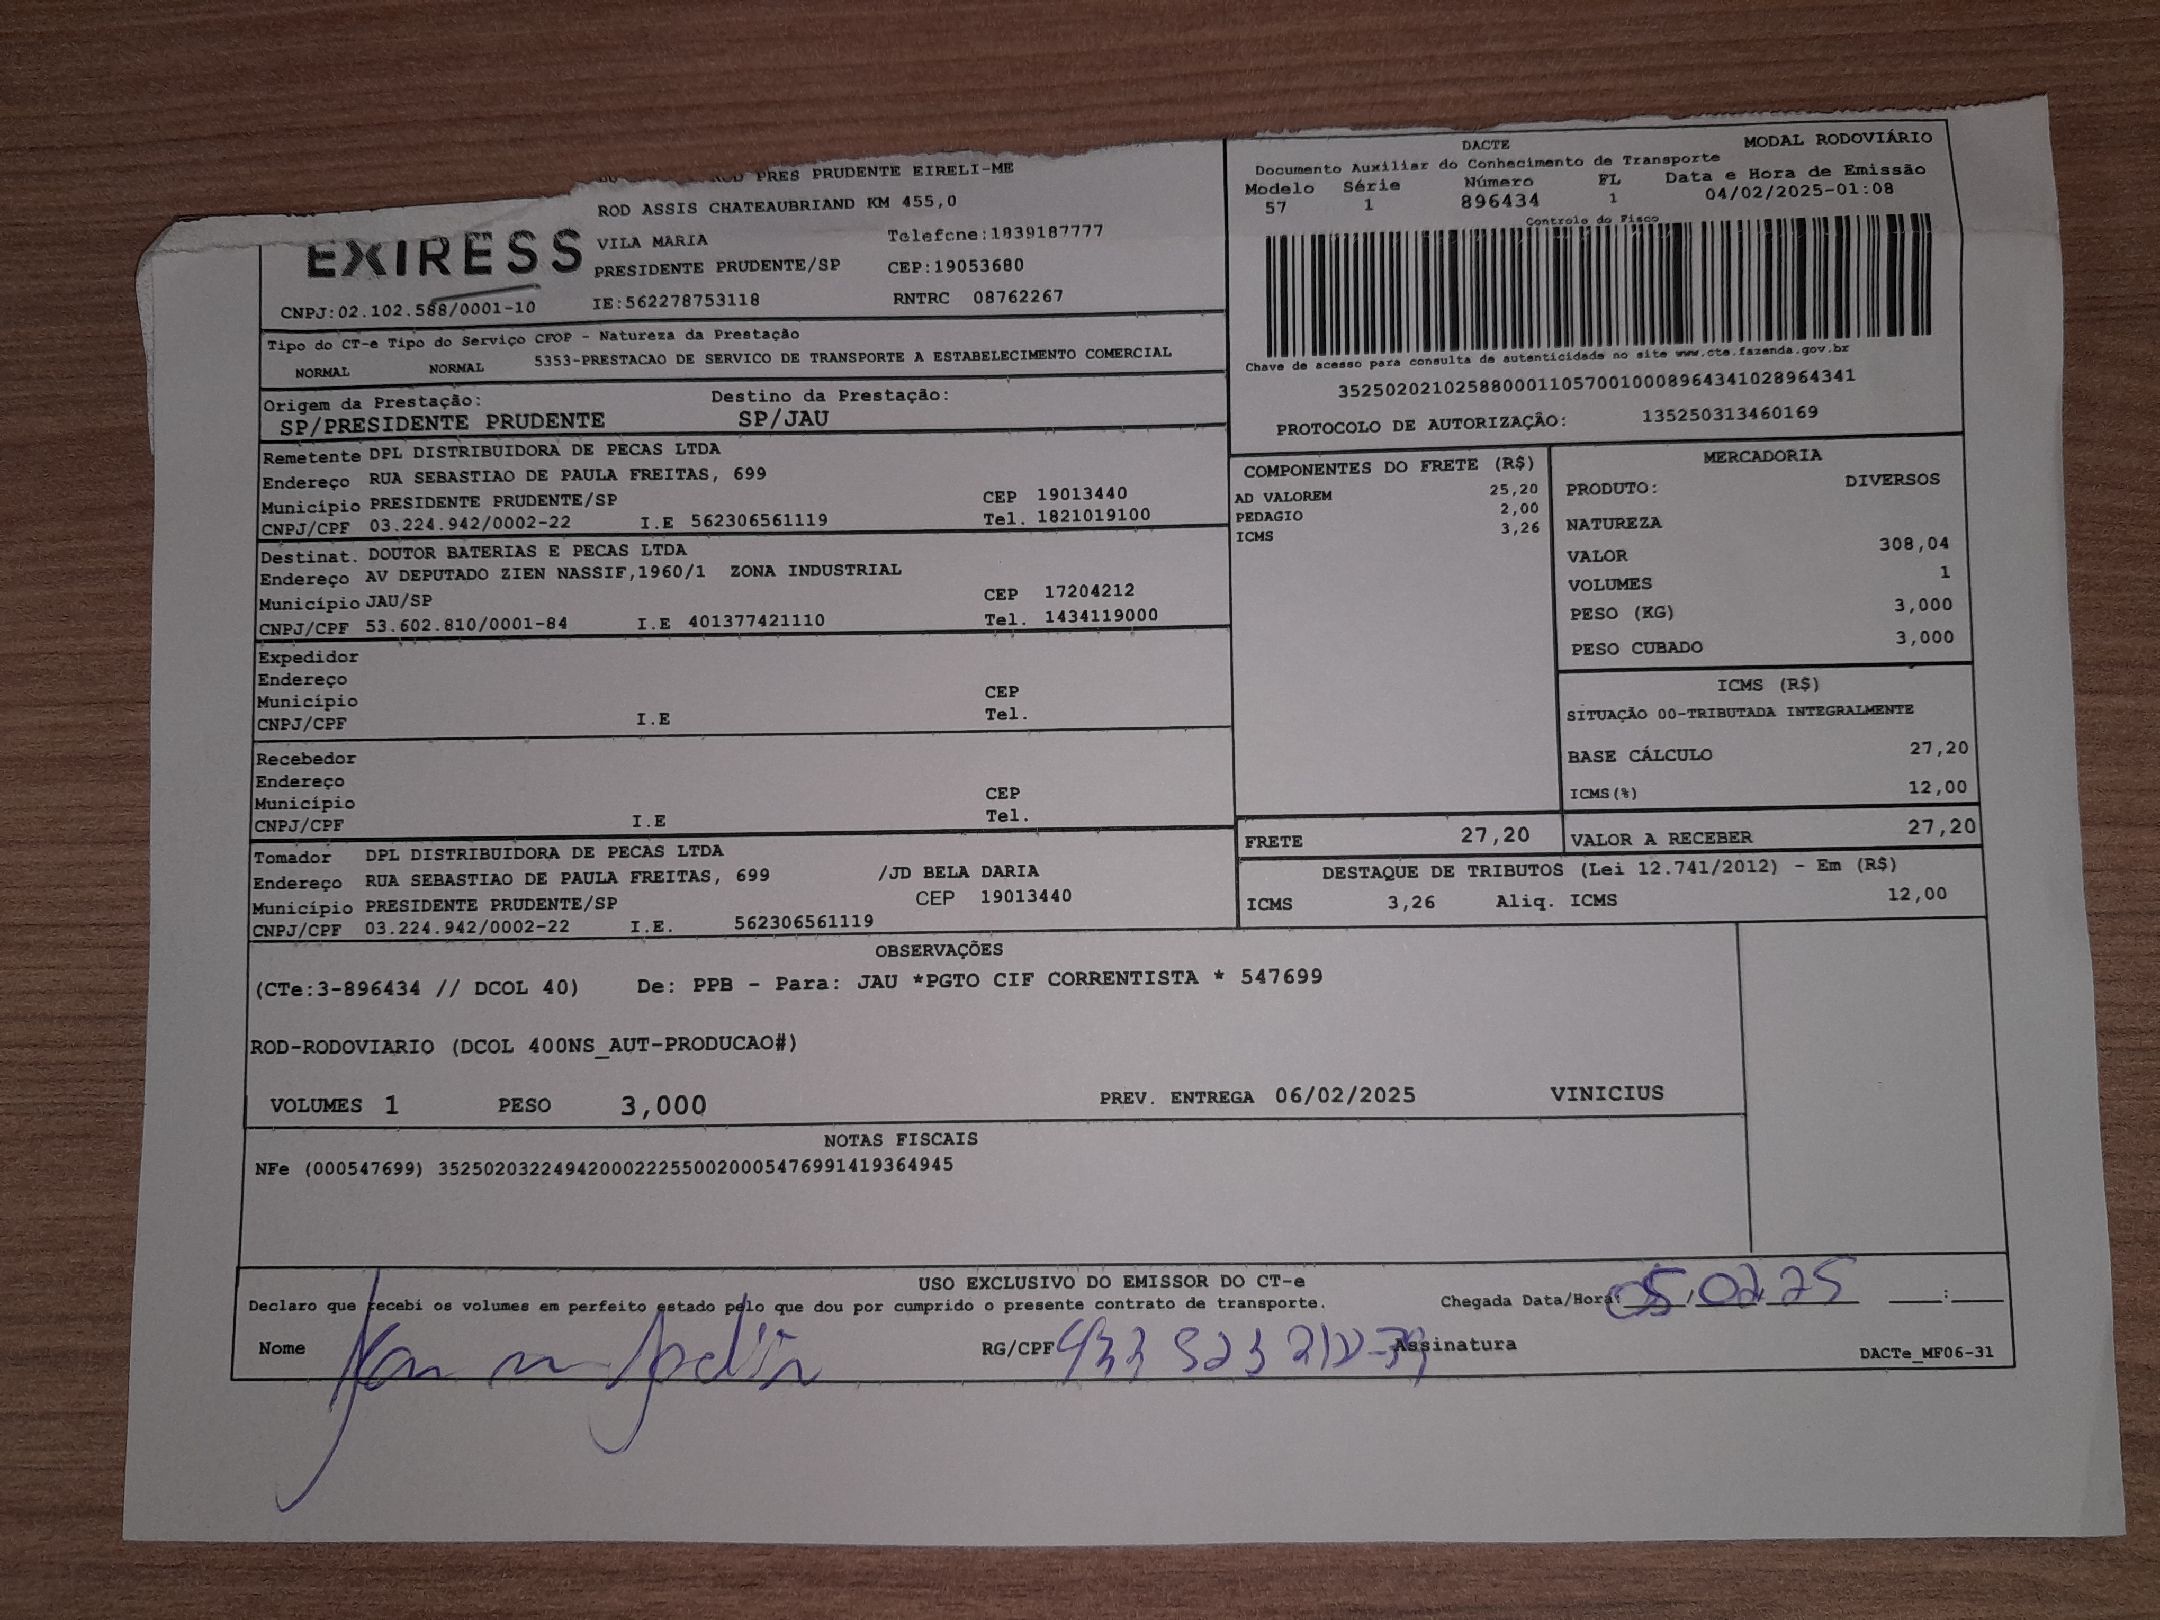 PRES PRUDENTE EIRELI-ME
ROD ASSIS CHATEAUBRIAND KM 455,0
EXIRESS
VILA MARIA Telefone:1839187777
PRESIDENTE PRUDENTE/SP CEP:19053680
CNPJ:02.102.588/0001-10 IE:562278753118 RNTRC 08762267
DACTE MODAL RODOVIÁRIO
Documento Auxiliar do Conhecimento de Transporte
Modelo Série Número FL Data e Hora de Emissão
57 1 896434 1 04/02/2025-01:08
Controle do Fisco
Chave de acesso para consulta de autenticidade no site www.cte.fazenda.gov.br
35250202102588000110570010008964341028964341
PROTOCOLO DE AUTORIZAÇÃO: 135250313460169
Tipo do CT-e Tipo do Serviço CFOP - Natureza da Prestação
NORMAL NORMAL 5353-PRESTACAO DE SERVICO DE TRANSPORTE A ESTABELECIMENTO COMERCIAL
Origem da Prestação: Destino da Prestação:
SP/PRESIDENTE PRUDENTE SP/JAU
Remetente DPL DISTRIBUIDORA DE PECAS LTDA
Endereço RUA SEBASTIAO DE PAULA FREITAS, 699
Município PRESIDENTE PRUDENTE/SP CEP 19013440
CNPJ/CPF 03.224.942/0002-22 I.E 562306561119 Tel. 1821019100
Destinat. DOUTOR BATERIAS E PECAS LTDA
Endereço AV DEPUTADO ZIEN NASSIF,1960/1 ZONA INDUSTRIAL
Município JAU/SP CEP 17204212
CNPJ/CPF 53.602.810/0001-84 I.E 401377421110 Tel. 1434119000
Expedidor
Endereço
Município CEP
CNPJ/CPF I.E Tel.
Recebedor
Endereço
Município CEP
CNPJ/CPF I.E Tel.
Tomador DPL DISTRIBUIDORA DE PECAS LTDA
Endereço RUA SEBASTIAO DE PAULA FREITAS, 699 /JD BELA DARIA
Município PRESIDENTE PRUDENTE/SP CEP 19013440
CNPJ/CPF 03.224.942/0002-22 I.E. 562306561119
COMPONENTES DO FRETE (R$)
AD VALOREM 25,20
PEDAGIO 2,00
ICMS 3,26
MERCADORIA
PRODUTO: DIVERSOS
NATUREZA
VALOR 308,04
VOLUMES 1
PESO (KG) 3,000
PESO CUBADO 3,000
ICMS (R$)
SITUAÇÃO 00-TRIBUTADA INTEGRALMENTE
BASE CÁLCULO 27,20
ICMS(%) 12,00
FRETE 27,20 VALOR A RECEBER 27,20
DESTAQUE DE TRIBUTOS (Lei 12.741/2012) - Em (R$)
ICMS 3,26 Aliq. ICMS 12,00
OBSERVAÇÕES
(CTe:3-896434 // DCOL 40) De: PPB - Para: JAU *PGTO CIF CORRENTISTA * 547699
ROD-RODOVIARIO (DCOL 400NS_AUT-PRODUCAO#)
VOLUMES 1 PESO 3,000 PREV. ENTREGA 06/02/2025 VINICIUS
NOTAS FISCAIS
NFe (000547699) 35250203224942000222550020005476991419364945
USO EXCLUSIVO DO EMISSOR DO CT-e
Declaro que recebi os volumes em perfeito estado pelo que dou por cumprido o presente contrato de transporte. Chegada Data/Hora: 05/02/25 __:__
Nome RG/CPF Assinatura
DACTe_MF06-31